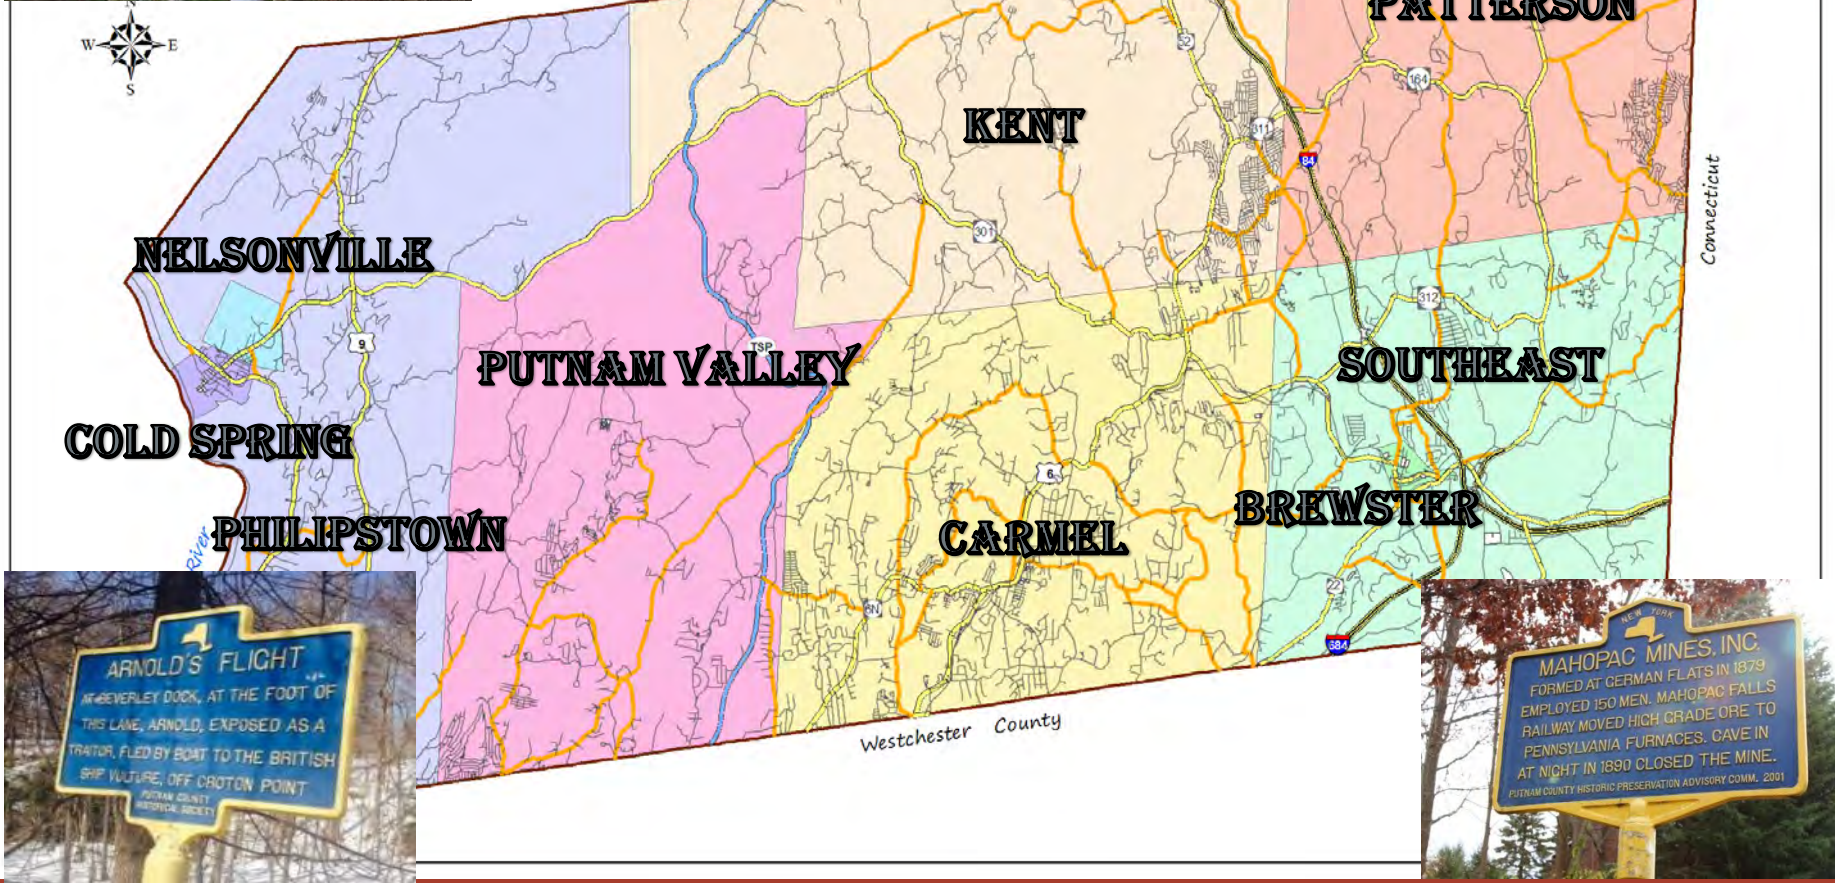 N
W E
S
PATTERSON
52
164
KENT
311
84
Connecticut
301
NELSONVILLE
312
9
TSP
PUTNAM VALLEY
SOUTHEAST
COLD SPRING
6
BREWSTER
PHILIPSTOWN
CARMEL
River
22
6N
684
Westchester County
ARNOLD'S FLIGHT
AT BEVERLEY DOCK, AT THE FOOT OF
THIS LANE, ARNOLD, EXPOSED AS A
TRAITOR, FLED BY BOAT TO THE BRITISH
SHIP VULTURE, OFF CROTON POINT
PUTNAM COUNTY
HISTORICAL SOCIETY
NEW YORK
MAHOPAC MINES, INC.
FORMED AT GERMAN FLATS IN 1879
EMPLOYED 150 MEN. MAHOPAC FALLS
RAILWAY MOVED HIGH GRADE ORE TO
PENNSYLVANIA FURNACES. CAVE IN
AT NIGHT IN 1890 CLOSED THE MINE.
PUTNAM COUNTY HISTORIC PRESERVATION ADVISORY COMM. 2001